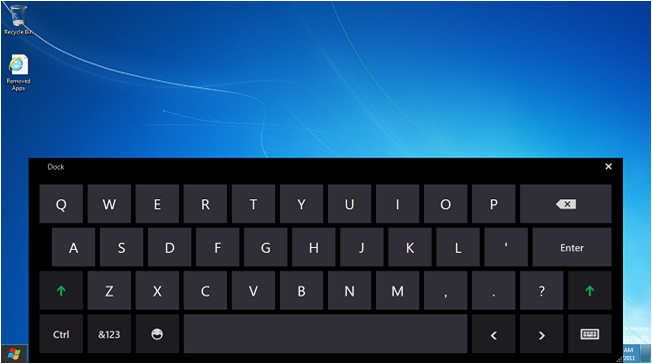 Recycle Bin
Removed
Apps
Dock
Q W E R T Y U I O P
A S D F G H J K L ' Enter
Z X C V B N M , . ?
Ctrl &123 < >
AM
2011